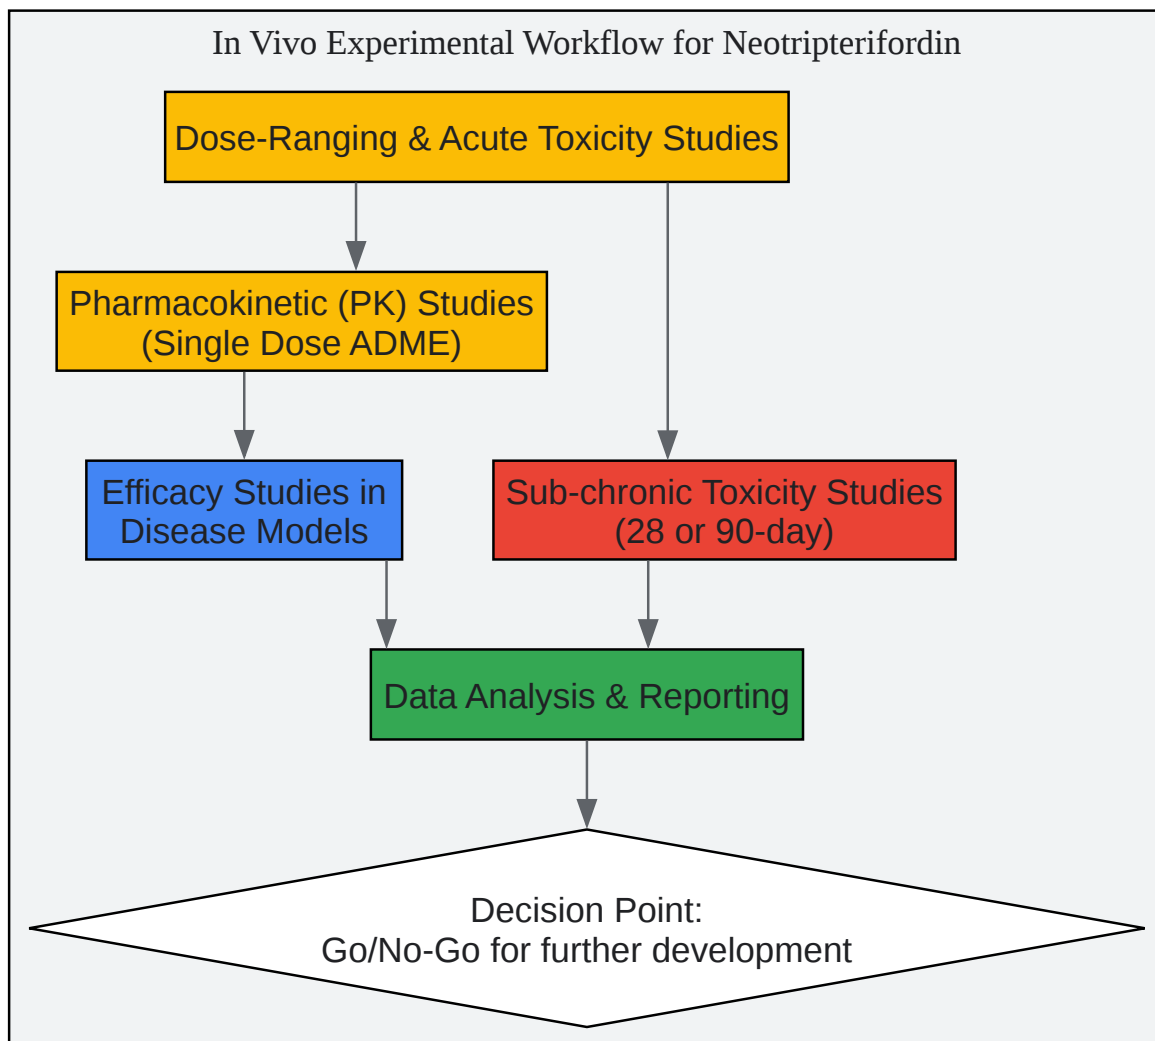 In Vivo Experimental Workflow for Neotripterifordin
Dose-Ranging & Acute Toxicity Studies
Pharmacokinetic (PK) Studies
(Single Dose ADME)
Efficacy Studies in
Disease Models
Sub-chronic Toxicity Studies
(28 or 90-day)
Data Analysis & Reporting
Decision Point:
Go/No-Go for further development